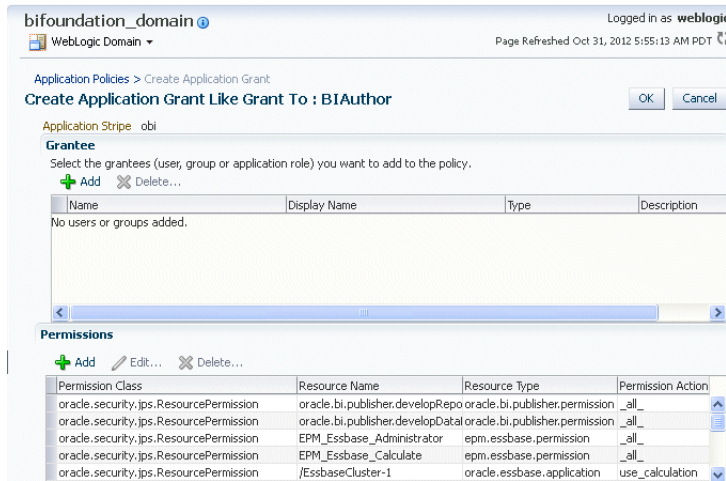 bifoundation_domain
Logged in as weblogic
WebLogic Domain
Page Refreshed Oct 31, 2012 5:55:13 AM PDT
Application Policies > Create Application Grant
Create Application Grant Like Grant To : BIAuthor
OK Cancel
Application Stripe obi
Grantee
Select the grantees (user, group or application role) you want to add to the policy.
Add Delete...
Name Display Name Type Description
No users or groups added.
Permissions
Add Edit... Delete...
Permission Class Resource Name Resource Type Permission Action
oracle.security.jps.ResourcePermission oracle.bi.publisher.developRepo oracle.bi.publisher.permission _all_
oracle.security.jps.ResourcePermission oracle.bi.publisher.developDatal oracle.bi.publisher.permission _all_
oracle.security.jps.ResourcePermission EPM_Essbase_Administrator epm.essbase.permission _all_
oracle.security.jps.ResourcePermission EPM_Essbase_Calculate epm.essbase.permission _all_
oracle.security.jps.ResourcePermission /EssbaseCluster-1 oracle.essbase.application use_calculation